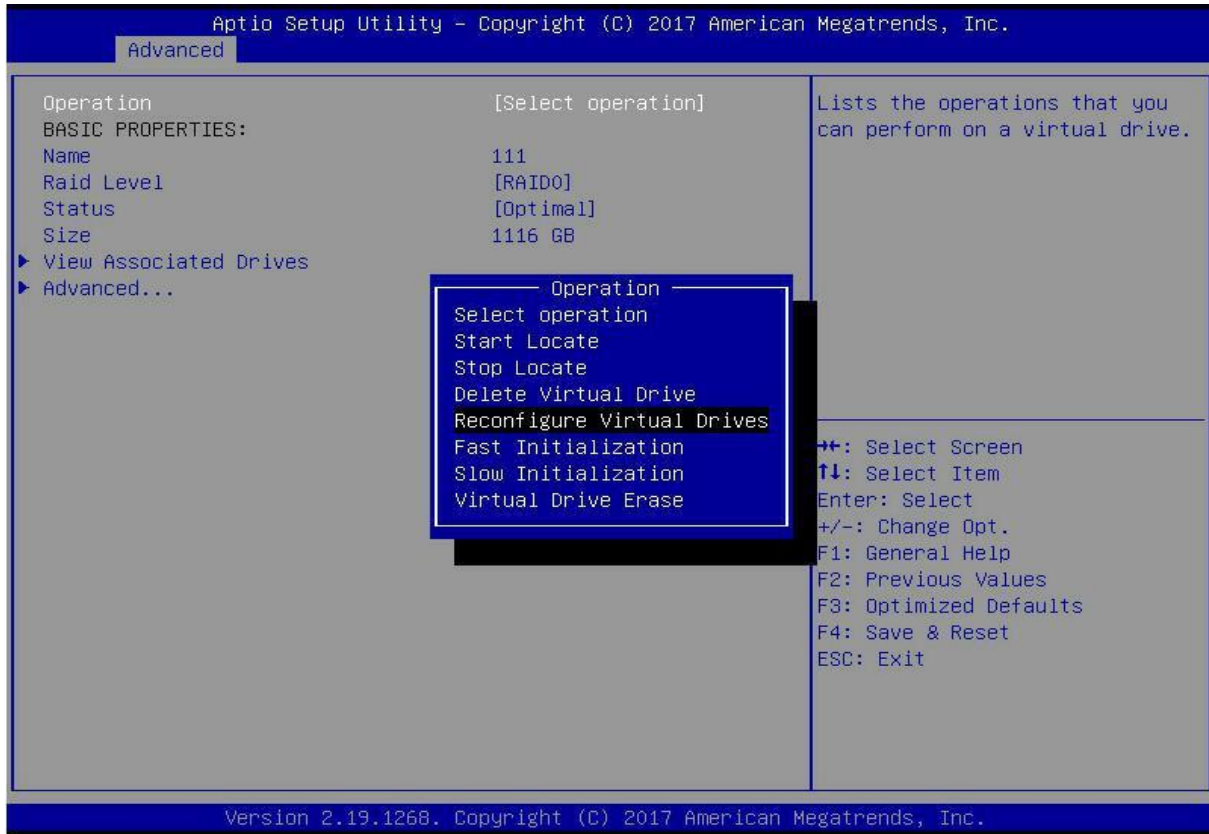 Aptio Setup Utility – Copyright (C) 2017 American Megatrends, Inc.
Advanced
Operation [Select operation]
BASIC PROPERTIES:
Name 111
Raid Level [RAID0]
Status [Optimal]
Size 1116 GB
View Associated Drives
Advanced...
Lists the operations that you
can perform on a virtual drive.
Operation
Select operation
Start Locate
Stop Locate
Delete Virtual Drive
Reconfigure Virtual Drives
Fast Initialization
Slow Initialization
Virtual Drive Erase
→←: Select Screen
↑↓: Select Item
Enter: Select
+/-: Change Opt.
F1: General Help
F2: Previous Values
F3: Optimized Defaults
F4: Save & Reset
ESC: Exit
Version 2.19.1268. Copyright (C) 2017 American Megatrends, Inc.